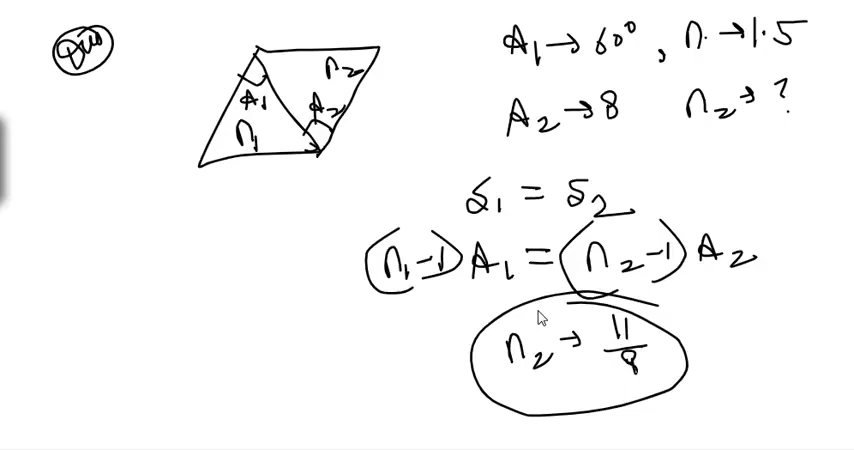 Que
A₁ → 60°, n₁ → 1.5
n₂
A₁ A₂
n₁
A₂ → 8 n₂ → ?
δ₁ = δ₂
(n₁-1) A₁ = (n₂-1) A₂
n₂ → 11/8